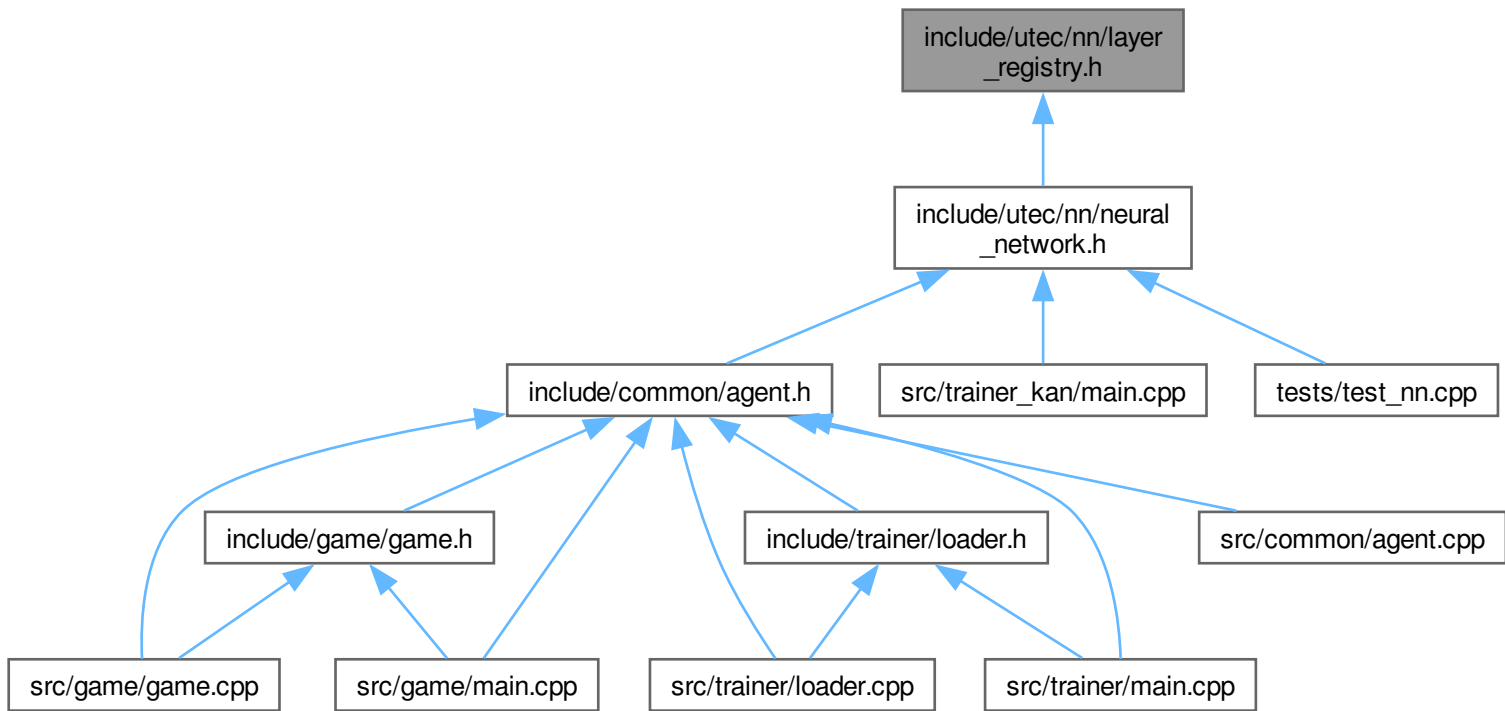 include/utec/nn/layer
_registry.h
include/utec/nn/neural
_network.h
include/common/agent.h
src/trainer_kan/main.cpp
tests/test_nn.cpp
include/game/game.h
include/trainer/loader.h
src/common/agent.cpp
src/game/game.cpp
src/game/main.cpp
src/trainer/loader.cpp
src/trainer/main.cpp